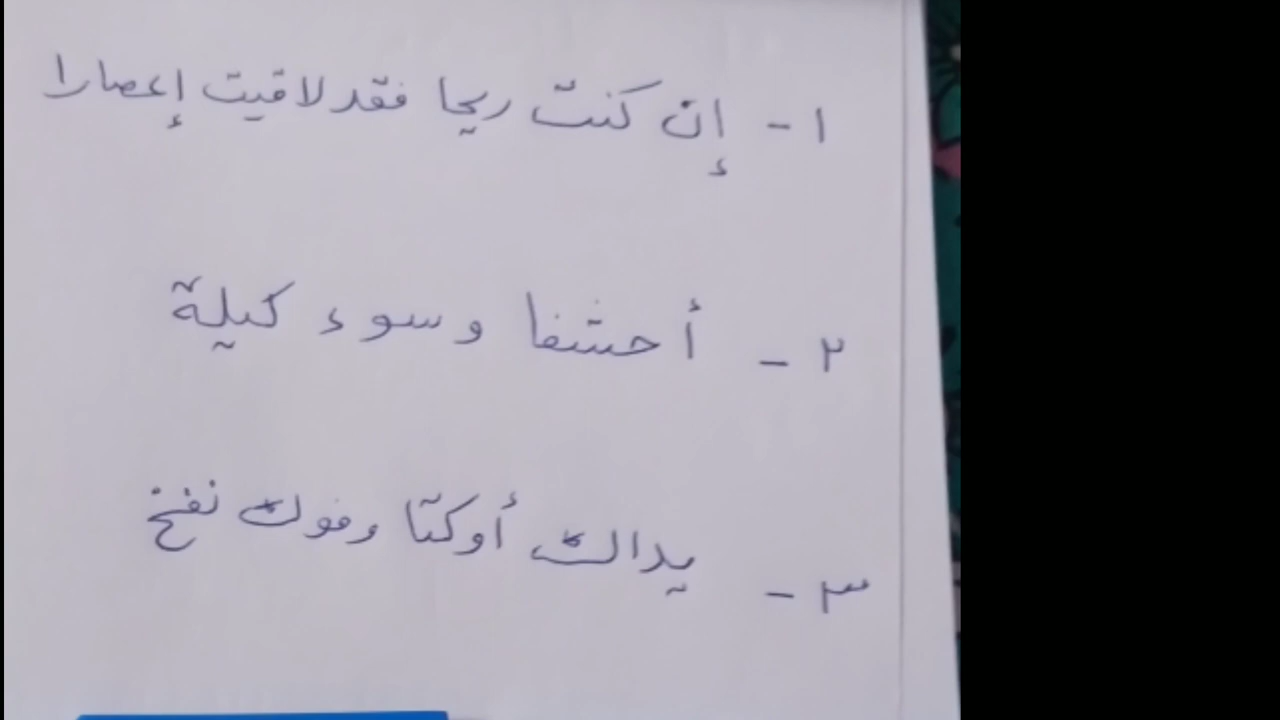 ١ - إن كنت ريحا فقد لاقيت إعصارا
٢ - أحشفا وسوء كيلة
٣ - يداك أوكتا وفوك نفخ